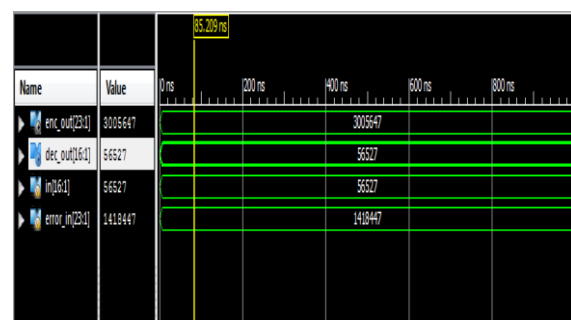 85.209 ns
Name Value 0 ns 200 ns 400 ns 600 ns 800 ns
enc_out[23:1] 3005647 3005647
dec_out[16:1] 56527 56527
in[16:1] 56527 56527
error_in[23:1] 1418447 1418447